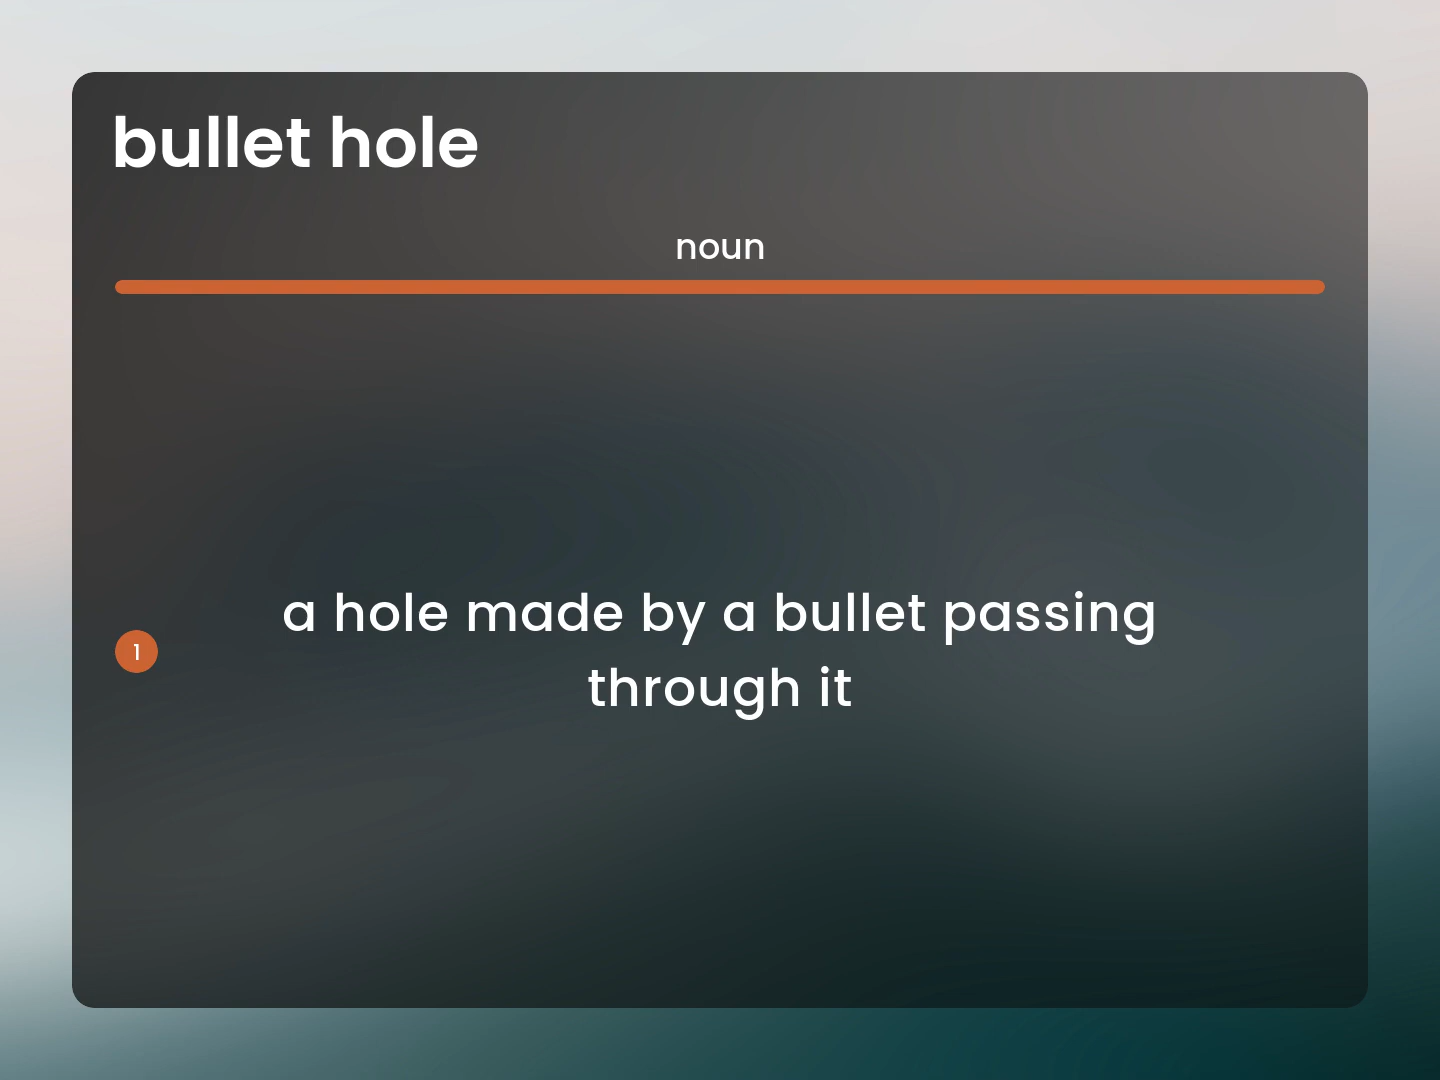 bullet hole
noun
1
a hole made by a bullet passing
through it